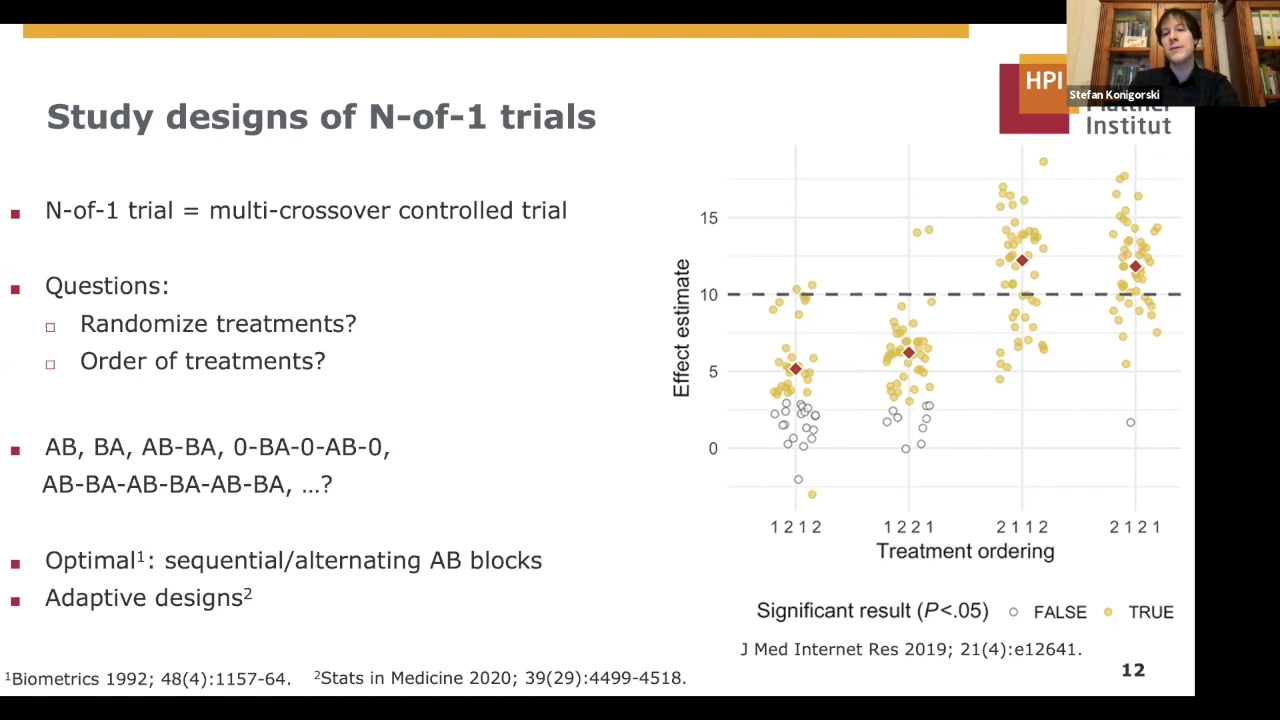 Study designs of N-of-1 trials
HPI
Stefan Konigorski
Institut
N-of-1 trial = multi-crossover controlled trial
Questions:
Randomize treatments?
Order of treatments?
AB, BA, AB-BA, 0-BA-0-AB-0,
AB-BA-AB-BA-AB-BA, …?
Optimal¹: sequential/alternating AB blocks
Adaptive designs²
¹Biometrics 1992; 48(4):1157-64. ²Stats in Medicine 2020; 39(29):4499-4518.
Effect estimate
15
10
5
0
1 2 1 2 1 2 2 1 2 1 1 2 2 1 2 1
Treatment ordering
Significant result (P<.05) FALSE TRUE
J Med Internet Res 2019; 21(4):e12641.
12